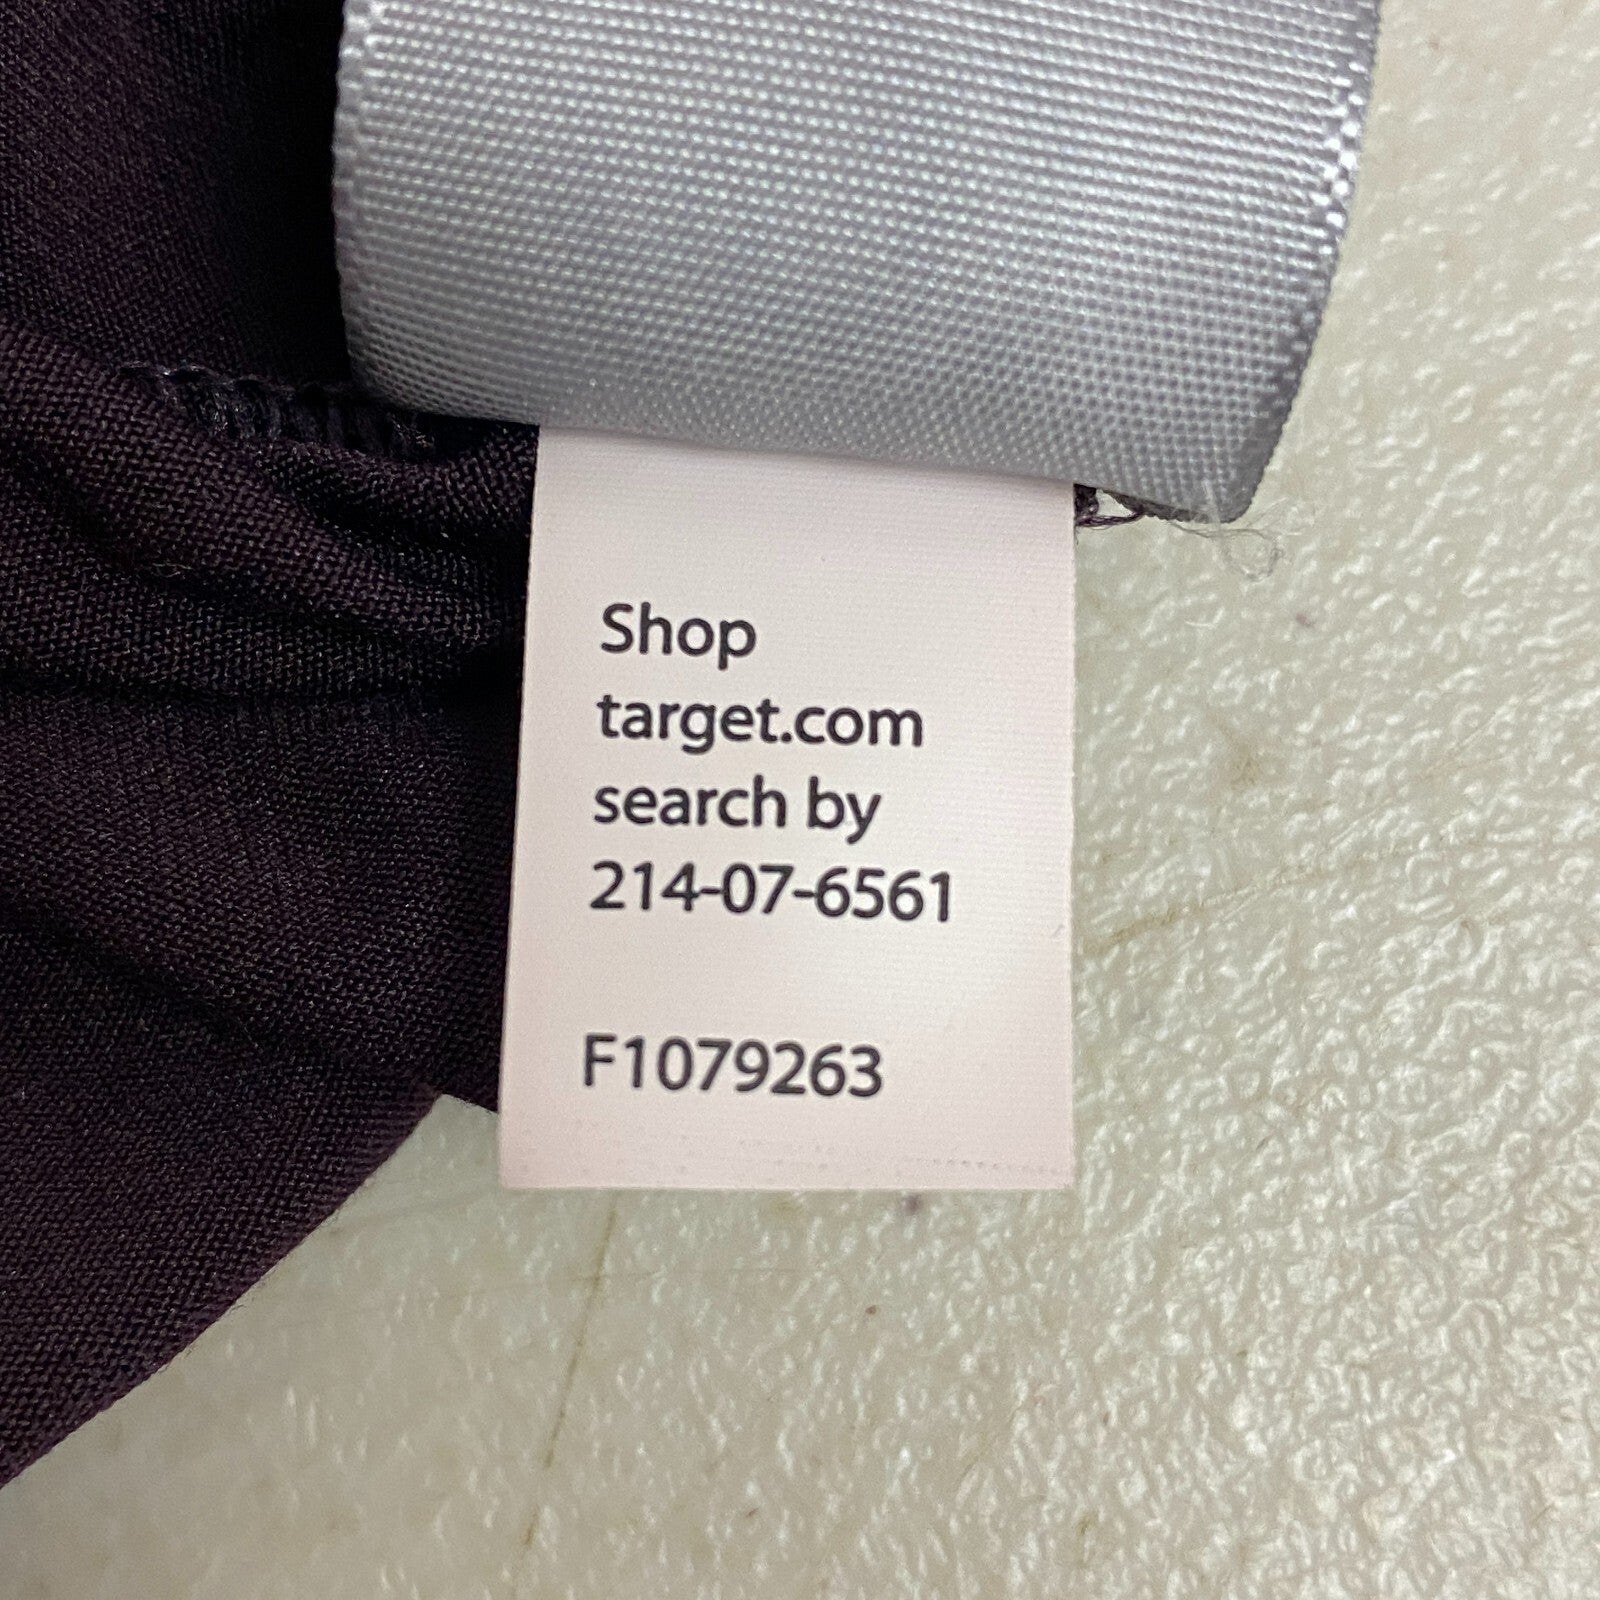 Shop
target.com
search by
214-07-6561
F1079263